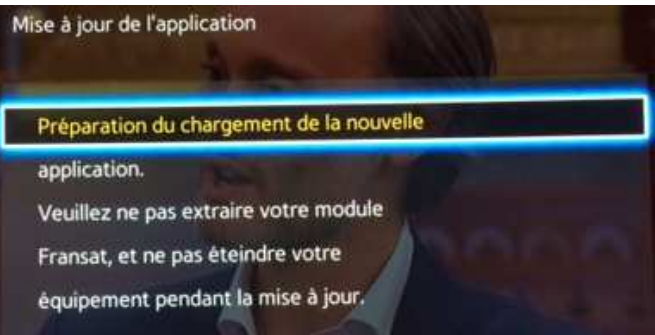 Mise à jour de l'application
Préparation du chargement de la nouvelle
application.
Veuillez ne pas extraire votre module
Fransat, et ne pas éteindre votre
équipement pendant la mise à jour.